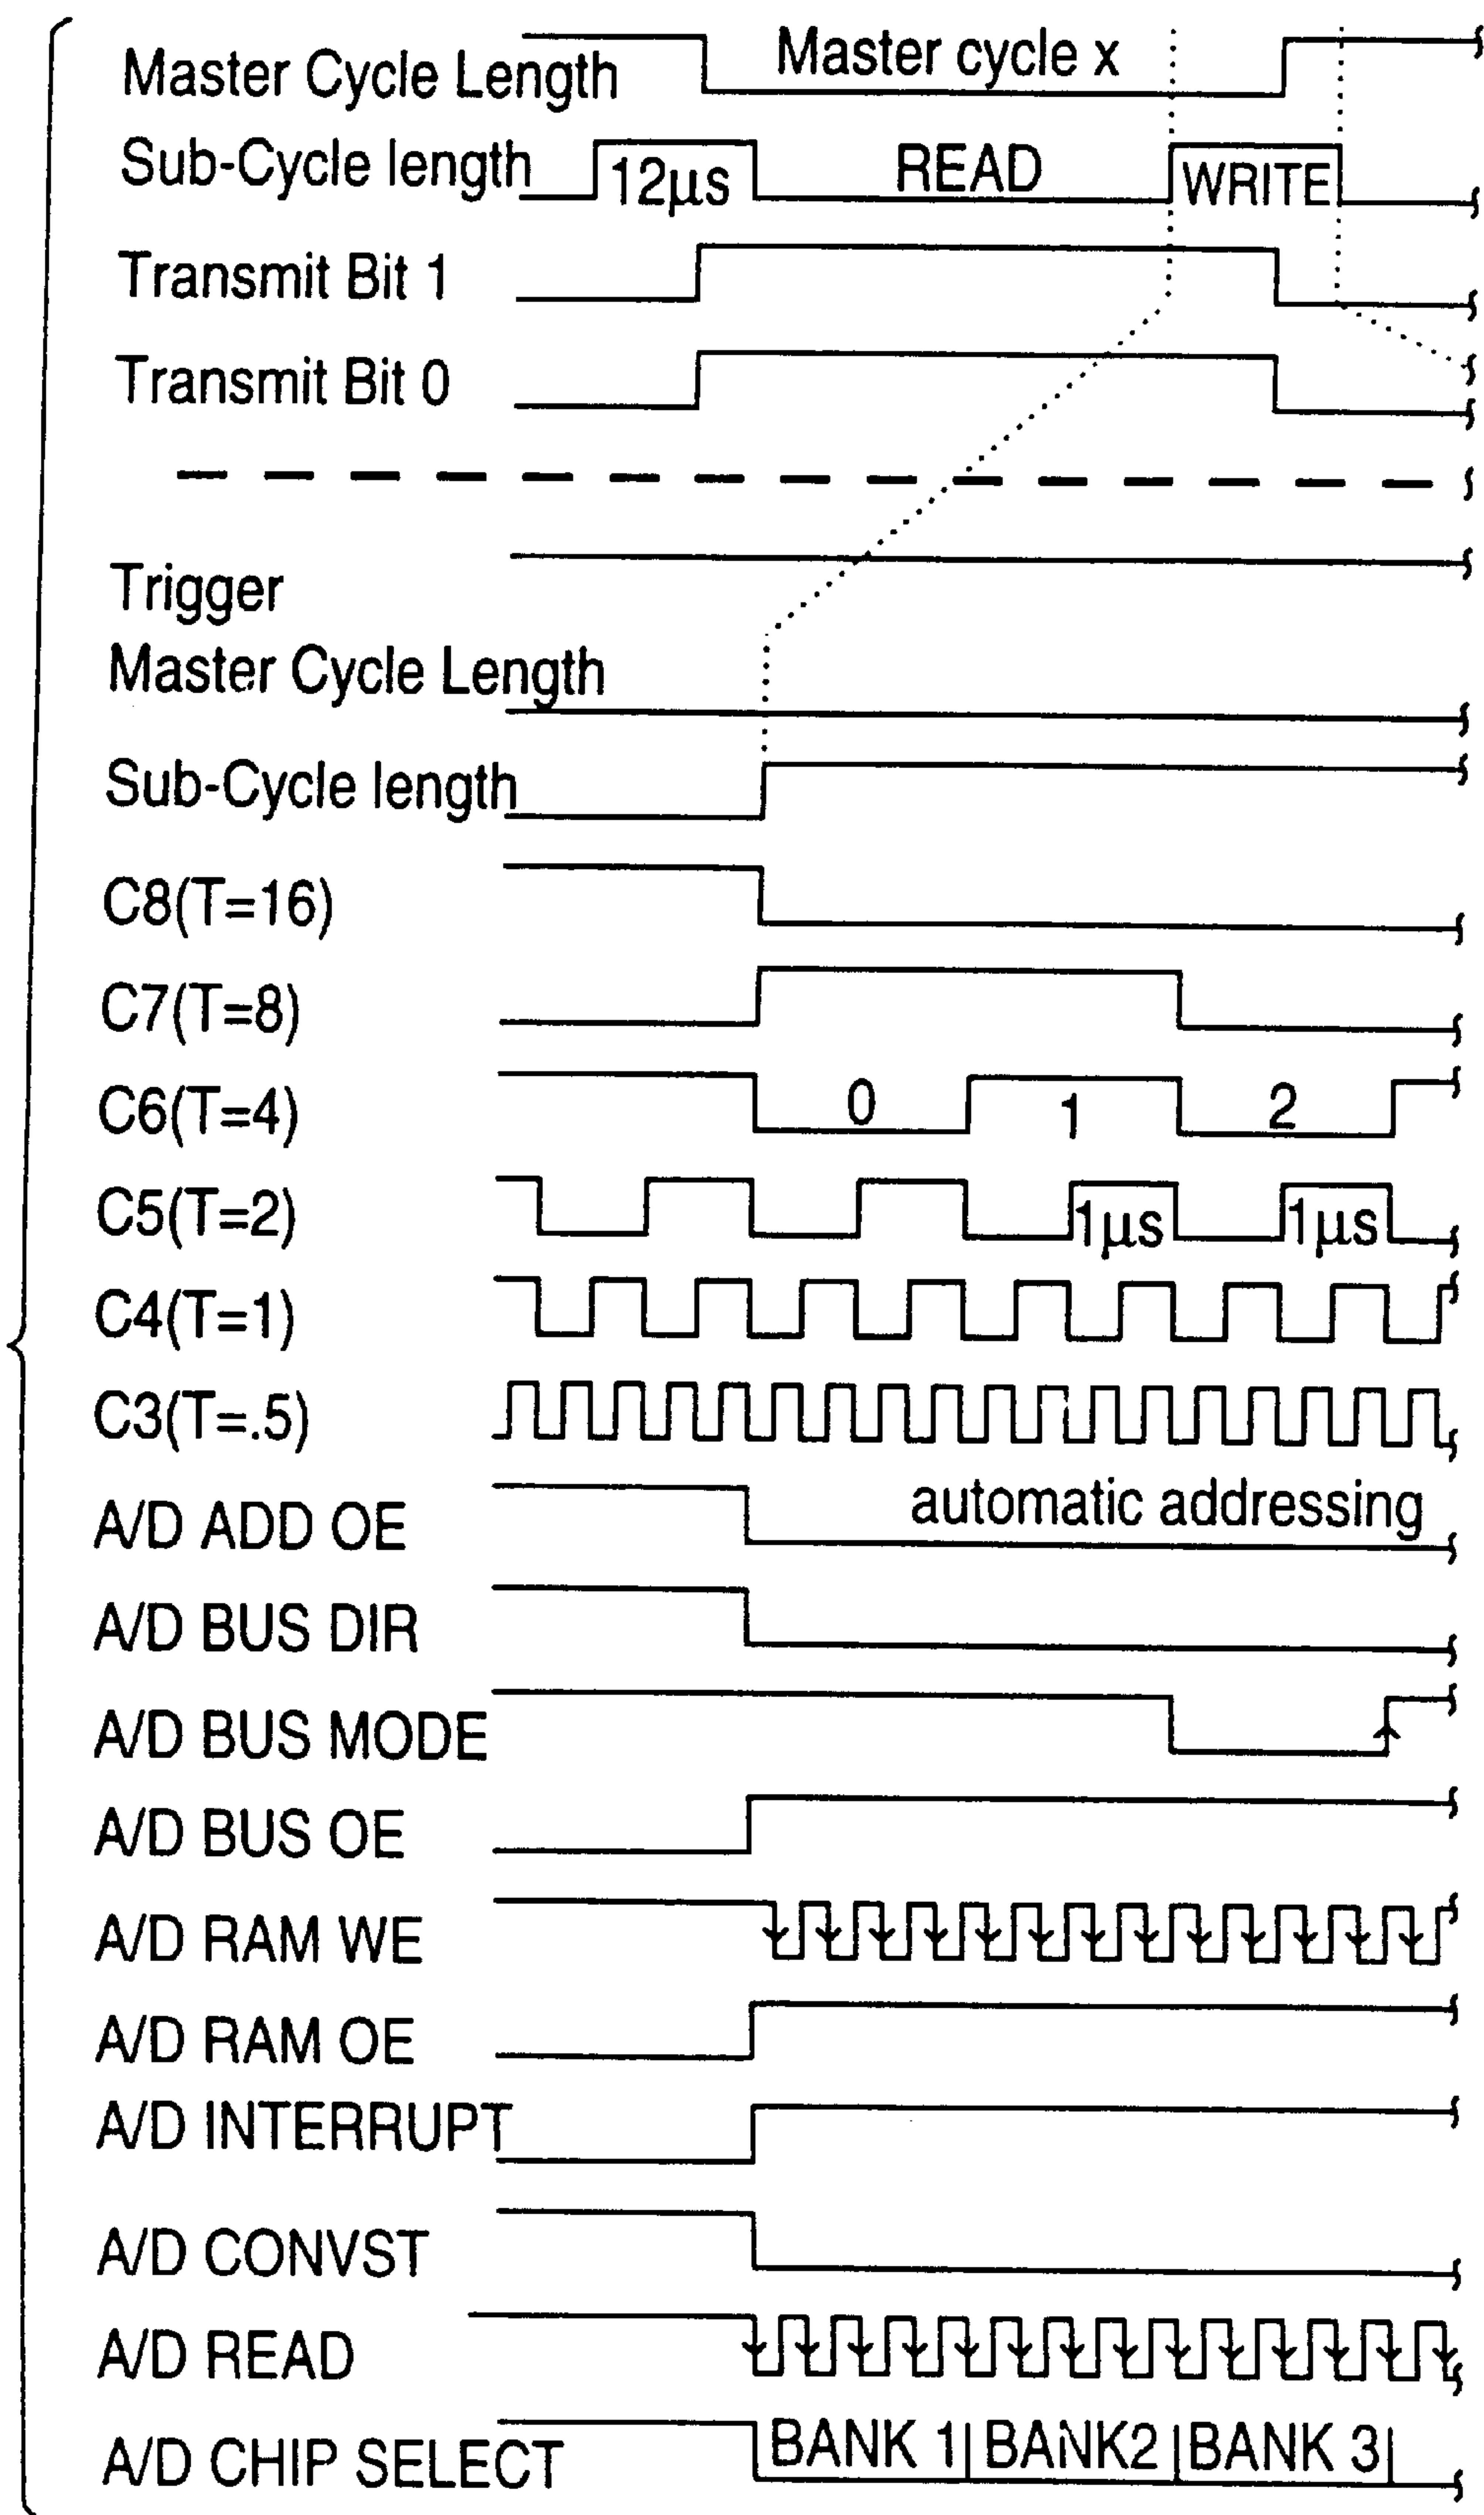 Master Cycle Length Master cycle x
Sub-Cycle length 12µs READ WRITE
Transmit Bit 1
Transmit Bit 0
Trigger
Master Cycle Length
Sub-Cycle length
C8(T=16)
C7(T=8)
C6(T=4) 0 1 2
C5(T=2) 1µs 1µs
C4(T=1)
C3(T=.5)
A/D ADD OE automatic addressing
A/D BUS DIR
A/D BUS MODE
A/D BUS OE
A/D RAM WE
A/D RAM OE
A/D INTERRUPT
A/D CONVST
A/D READ
A/D CHIP SELECT BANK 1 BANK2 BANK 3